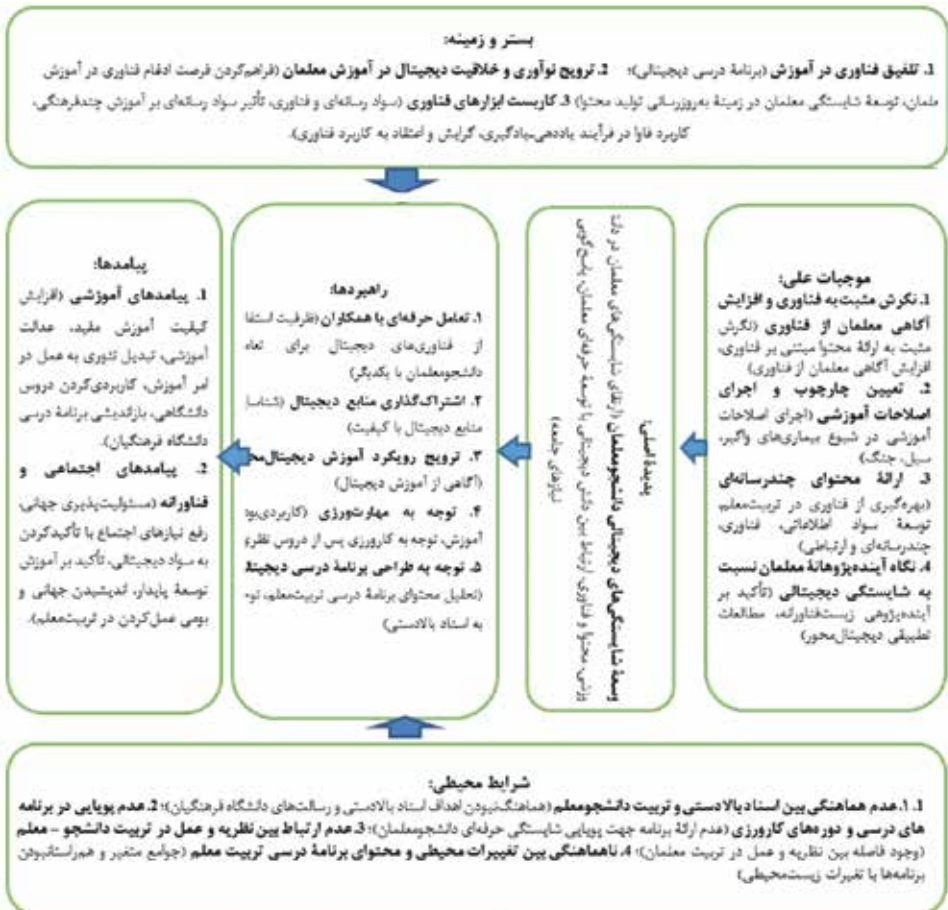 بستر و زمینه:
1. تلفیق فناوری در آموزش (برنامهٔ درسی دیجیتالی)؛ 2. ترویج نوآوری و خلاقیت دیجیتال در آموزش معلمان (فراهم‌کردن فرصت ادغام فناوری در آموزش
علمان، توسعهٔ شایستگی معلمان در زمینهٔ به‌روزرسانی تولید محتوا) 3. کاربست ابزارهای فناوری (سواد رسانه‌ای و فناوری، تأثیر سواد رسانه‌ای بر آموزش چندفرهنگی،
کاربرد فاوا در فرآیند یاددهی‌ـیادگیری، گرایش و اعتقاد به کاربرد فناوری).
موجبات علی:
1. نگرش مثبت به فناوری و افزایش
آگاهی معلمان از فناوری (نگرش
مثبت به ارائهٔ محتوا مبتنی بر فناوری،
افزایش آگاهی معلمان از فناوری)
2. تعیین چارچوب و اجرای
اصلاحات آموزشی (اجرای اصلاحات
آموزشی در شیوع بیماری‌های واگیر،
سیل، جنگ)
3. ارائهٔ محتوای چندرسانه‌ای
(بهره‌گیری از فناوری در تربیت‌معلم،
توسعهٔ سواد اطلاعاتی، فناوری،
چندرسانه‌ای و ارتباطی)
4. نگاه آینده‌پژوهانهٔ معلمان نسبت
به شایستگی دیجیتالی (تأکید بر
آینده‌پژوهی زیست‌فناورانه، مطالعات
تطبیقی دیجیتال‌محور)
پدیدهٔ اصلی:
وسعهٔ شایستگی‌های دیجیتالی دانشجومعلمان (ارتقای شایستگی‌های معلمان در دانهٔ
وزشی، محتوا و فناوری، ارتباط بین دانش دیجیتالی با توسعهٔ حرفه‌ای معلمان، پاسخ‌گویی
نیازهای جامعه)
راهبردها:
۱. تعامل حرفه‌ای با همکاران (ظرفیت استفا
از فناوری‌های دیجیتال برای تعا
دانشجومعلمان با یکدیگر)
۲. اشتراک‌گذاری منابع دیجیتال (شناسا
منابع دیجیتال با کیفیت)
۳. ترویج رویکرد آموزش دیجیتال‌مح
(آگاهی از آموزش دیجیتال)
۴. توجه به مهارت‌ورزی (کاربردی‌بود
آموزش، توجه به کارورزی پس از دروس نظری
۵. توجه به طراحی برنامهٔ درسی دیجیتا
(تحلیل محتوای برنامهٔ درسی تربیت‌معلم، توج
به اسناد بالادستی)
پیامدها:
1. پیامدهای آموزشی (افزایش
کیفیت آموزش مفید، عدالت
آموزشی، تبدیل تئوری به عمل در
امر آموزش، کاربردی‌کردن دروس
دانشگاهی، بازاندیشی برنامهٔ درسی
دانشگاه فرهنگیان).
2. پیامدهای اجتماعی و
فناورانه (مسئولیت‌پذیری جهانی،
رفع نیازهای اجتماع با تأکیدکردن
به سواد دیجیتالی، تأکید بر آموزش
توسعهٔ پایدار، اندیشیدن جهانی و
بومی عمل‌کردن در تربیت‌معلم).
شرایط محیطی:
1. 1.عدم هماهنگی بین اسناد بالادستی و تربیت دانشجومعلم (هماهنگ‌نبودن اهداف اسناد بالادستی و رسالت‌های دانشگاه فرهنگیان)؛ 2.عدم پویایی در برنامه
های درسی و دوره‌های کارورزی (عدم ارائهٔ برنامه جهت پویایی شایستگی حرفه‌ای دانشجومعلمان)؛ 3.عدم ارتباط بین نظریه و عمل در تربیت دانشجو – معلم
(وجود فاصله بین نظریه و عمل در تربیت معلمان)؛ 4. ناهماهنگی بین تغییرات محیطی و محتوای برنامهٔ درسی تربیت معلم (جوامع متغیر و هم‌راستانبودن
برنامه‌ها با تغیرات زیست‌محیطی)